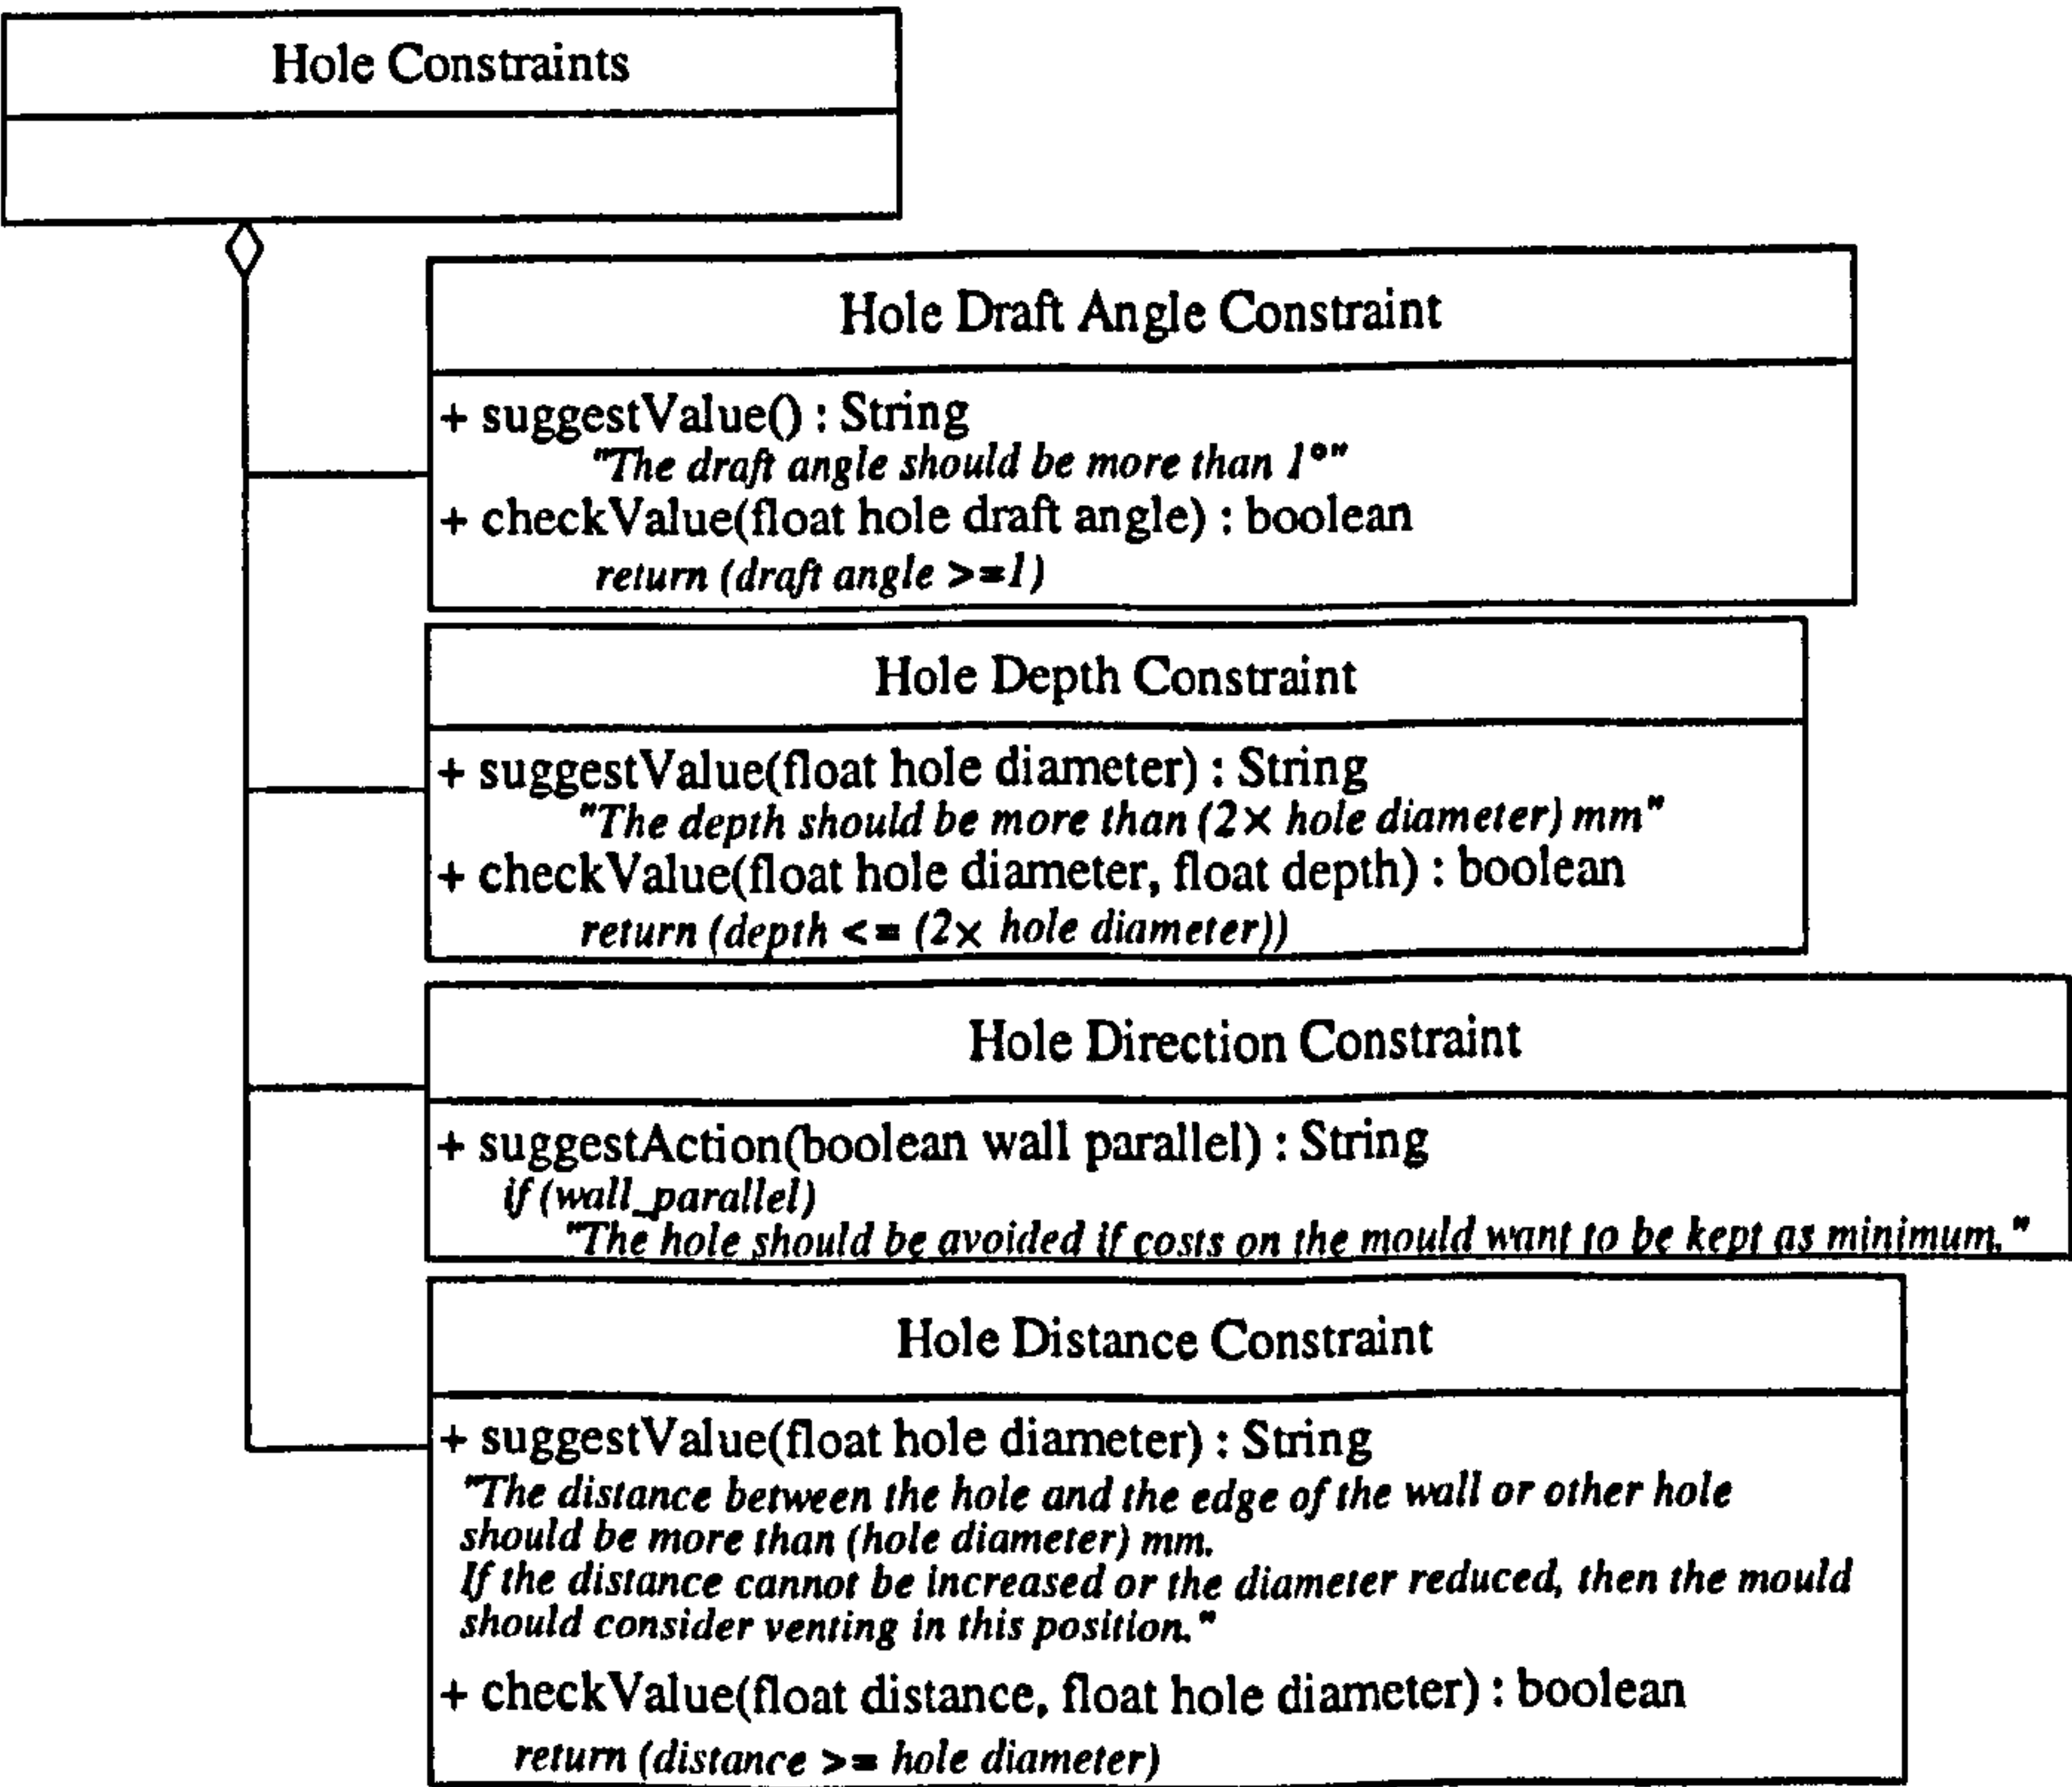 Hole Constraints
Hole Draft Angle Constraint
+ suggestValue() : String
"The draft angle should be more than 1°"
+ checkValue(float hole draft angle) : boolean
return (draft angle >=1)
Hole Depth Constraint
+ suggestValue(float hole diameter) : String
"The depth should be more than (2× hole diameter) mm"
+ checkValue(float hole diameter, float depth) : boolean
return (depth <= (2× hole diameter))
Hole Direction Constraint
+ suggestAction(boolean wall parallel) : String
if (wall_parallel)
"The hole should be avoided if costs on the mould want to be kept as minimum."
Hole Distance Constraint
+ suggestValue(float hole diameter) : String
"The distance between the hole and the edge of the wall or other hole
should be more than (hole diameter) mm.
If the distance cannot be increased or the diameter reduced, then the mould
should consider venting in this position."
+ checkValue(float distance, float hole diameter) : boolean
return (distance >= hole diameter)